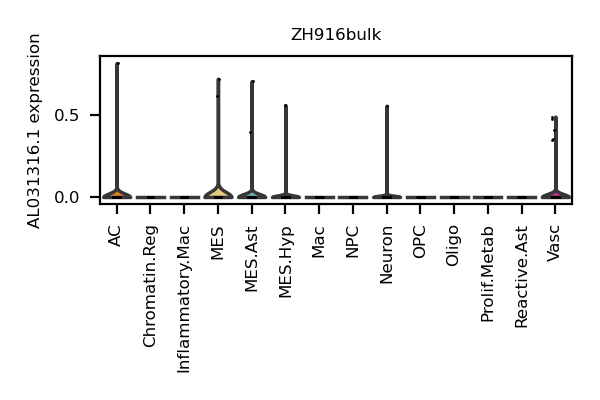 ZH916bulk
AL031316.1 expression
0.5
0.0
AC
Chromatin.Reg
Inflammatory.Mac
MES
MES.Ast
MES.Hyp
Mac
NPC
Neuron
OPC
Oligo
Prolif.Metab
Reactive.Ast
Vasc